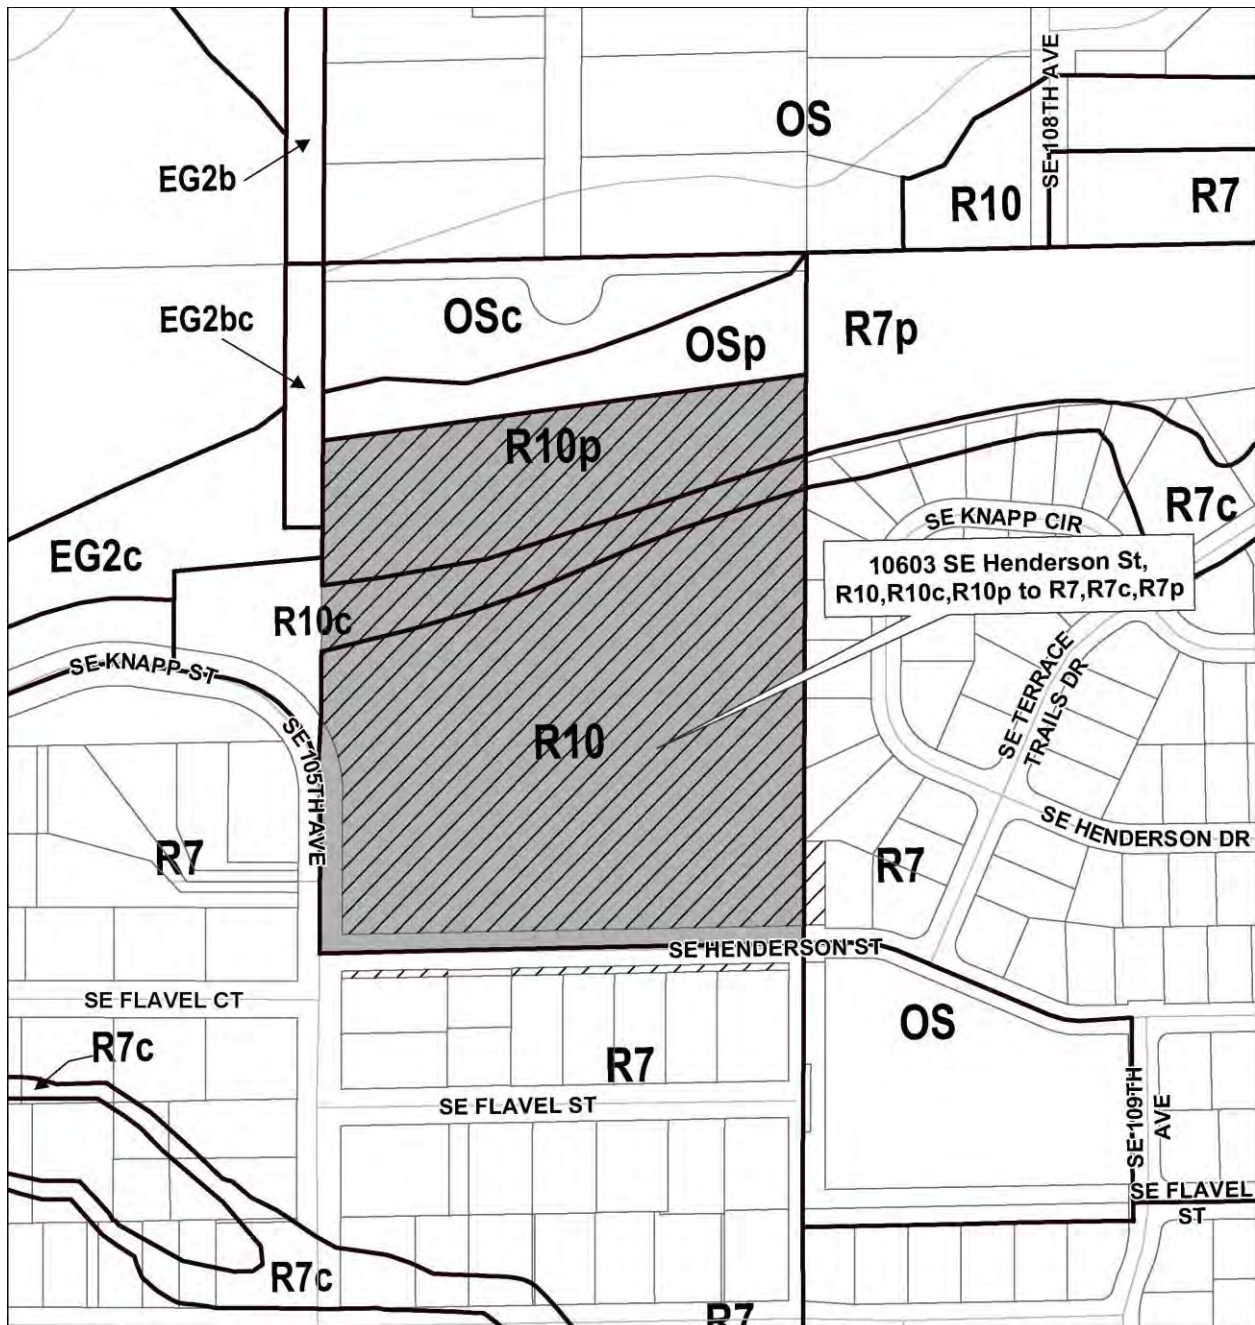 OS
SE 108TH AVE
EG2b
R10
R7
EG2bc
OSc
OSp
R7p
R10p
R7c
SE KNAPP CIR
EG2c
10603 SE Henderson St,
R10,R10c,R10p to R7,R7c,R7p
R10c
SE KNAPP ST
SE TERRACE
TRAILS DR
R10
SE 105TH AVE
SE HENDERSON DR
R7
R7
SE HENDERSON ST
SE FLAVEL CT
OS
R7c
R7
SE FLAVEL ST
SE 109TH
AVE
SE FLAVEL
ST
R7c
R7